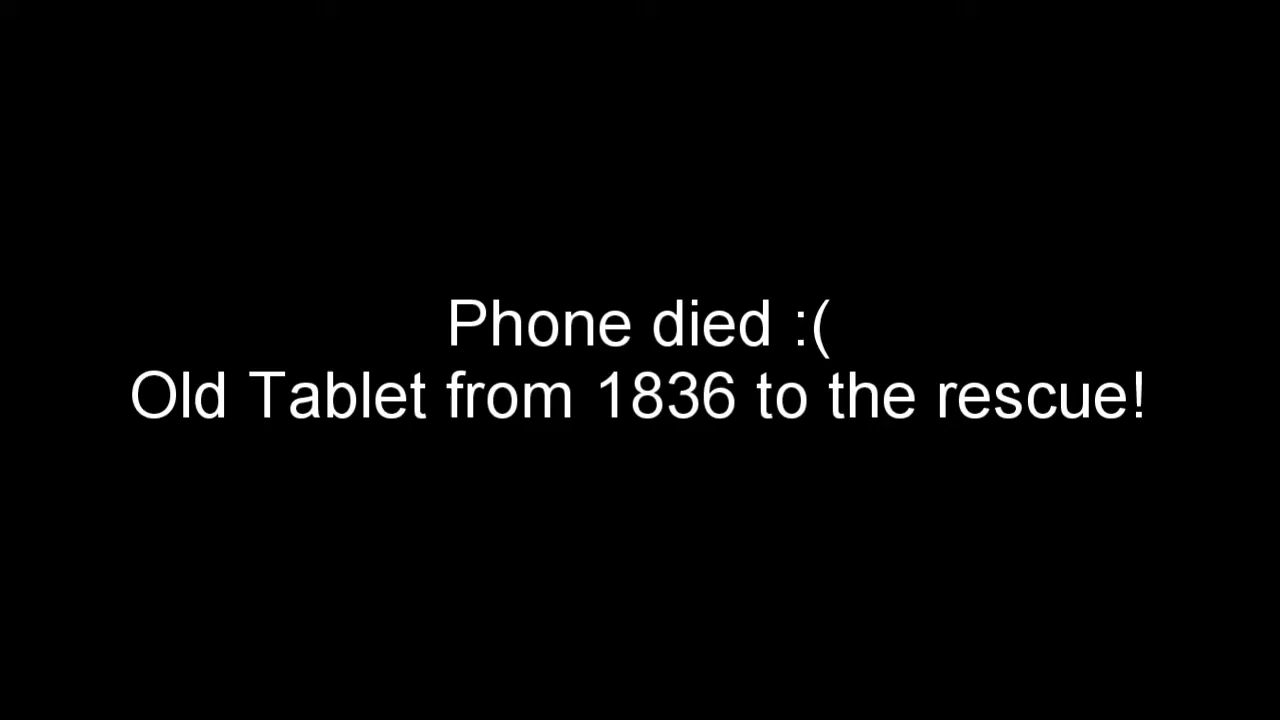 Phone died :(
Old Tablet from 1836 to the rescue!